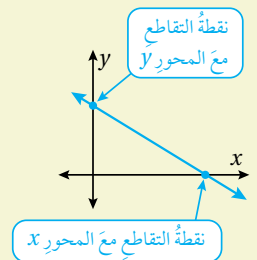 نقطةُ التقاطعِ
معَ المحورِ y
y
x
نقطةُ التقاطعِ معَ المحورِ x